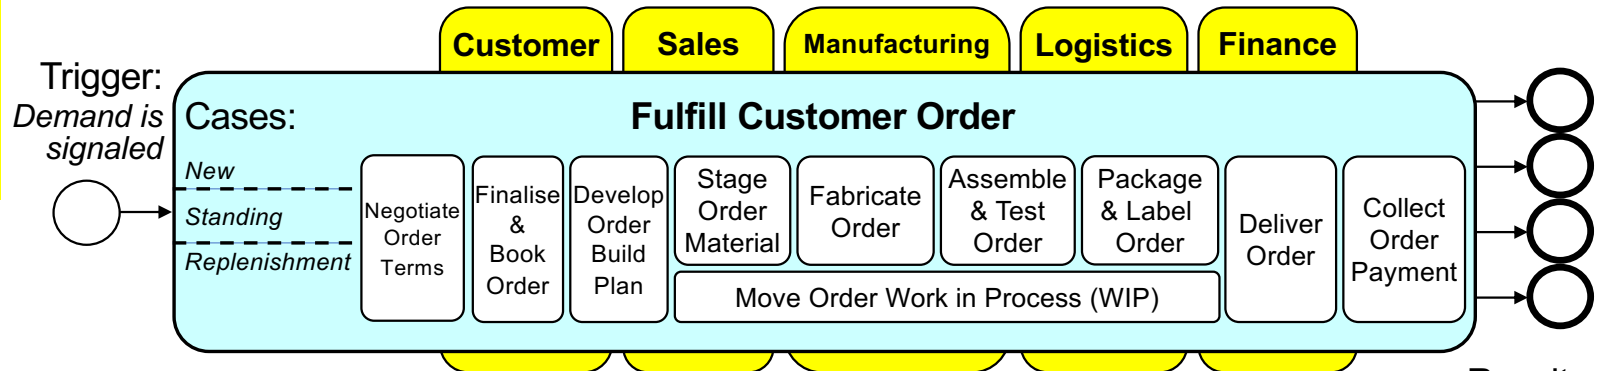 Customer
Sales
Manufacturing
Logistics
Finance
Trigger:
Demand is
signaled
Cases:
Fulfill Customer Order
New
Standing
Replenishment
Negotiate
Order
Terms
Finalise
&
Book
Order
Develop
Order
Build
Plan
Stage
Order
Material
Fabricate
Order
Assemble
& Test
Order
Package
& Label
Order
Move Order Work in Process (WIP)
Deliver
Order
Collect
Order
Payment